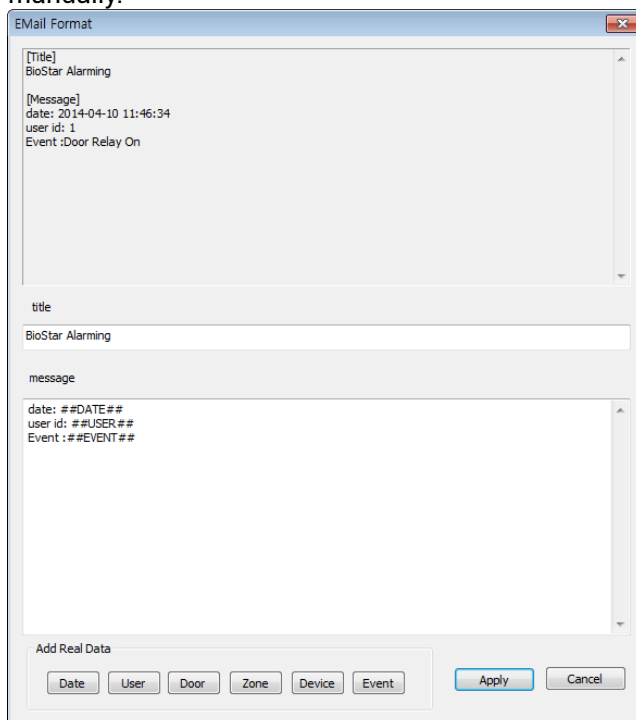 manually.
EMail Format
[Title]
BioStar Alarming
[Message]
date: 2014-04-10 11:46:34
user id: 1
Event :Door Relay On
title
BioStar Alarming
message
date: ##DATE##
user id: ##USER##
Event :##EVENT##
Add Real Data
Date User Door Zone Device Event Apply Cancel